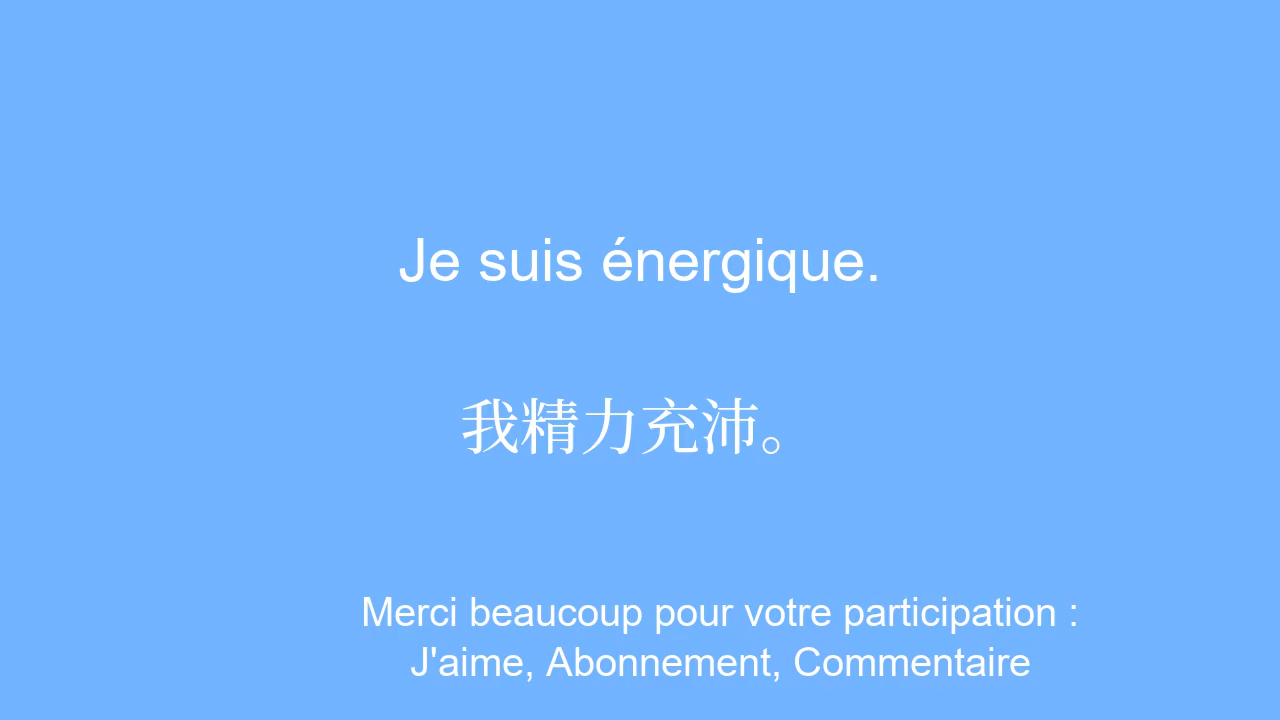 Je suis énergique.
我精力充沛。
Merci beaucoup pour votre participation :
J'aime, Abonnement, Commentaire